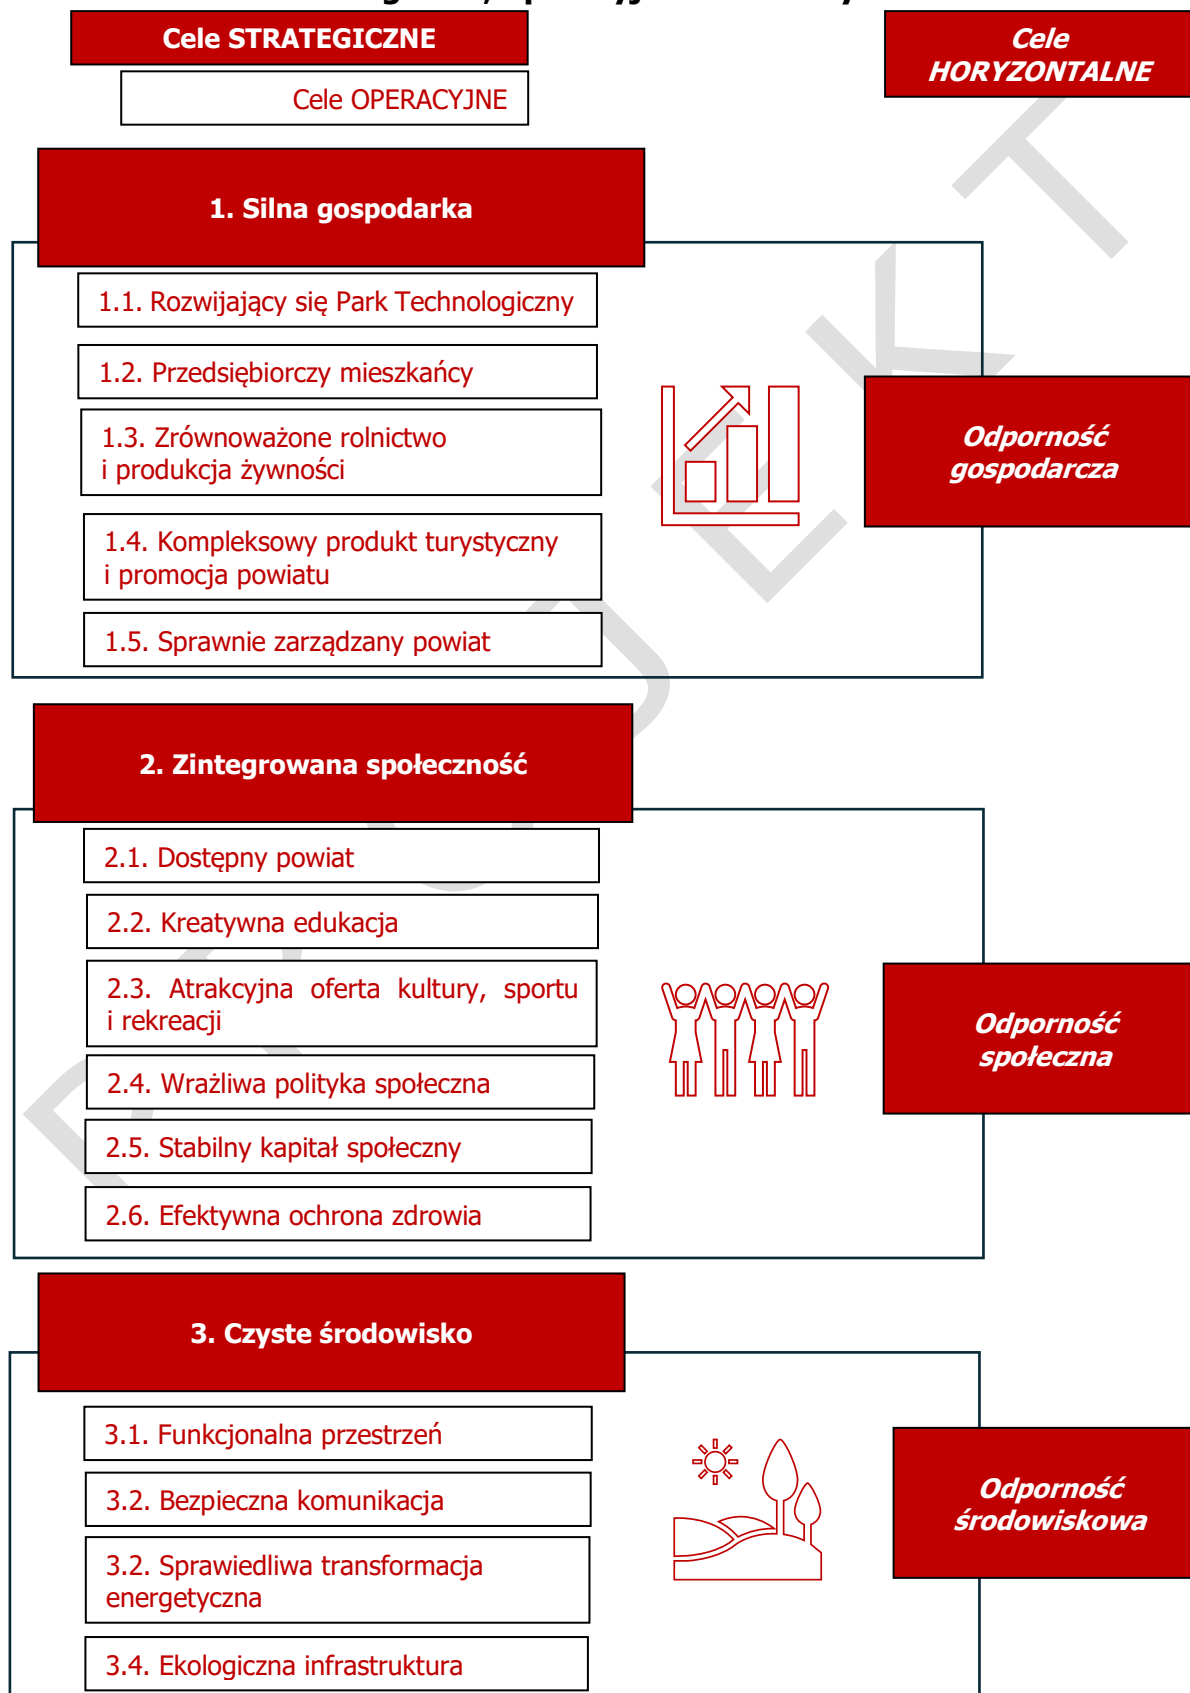 Cele STRATEGICZNE
Cele
HORYZONTALNE
Cele OPERACYJNE
1. Silna gospodarka
1.1. Rozwijający się Park Technologiczny
1.2. Przedsiębiorczy mieszkańcy
1.3. Zrównoważone rolnictwo
i produkcja żywności
1.4. Kompleksowy produkt turystyczny
i promocja powiatu
1.5. Sprawnie zarządzany powiat
Odporność
gospodarcza
2. Zintegrowana społeczność
2.1. Dostępny powiat
2.2. Kreatywna edukacja
2.3. Atrakcyjna oferta kultury, sportu
i rekreacji
2.4. Wrażliwa polityka społeczna
2.5. Stabilny kapitał społeczny
2.6. Efektywna ochrona zdrowia
Odporność
społeczna
3. Czyste środowisko
3.1. Funkcjonalna przestrzeń
3.2. Bezpieczna komunikacja
3.2. Sprawiedliwa transformacja
energetyczna
3.4. Ekologiczna infrastruktura
Odporność
środowiskowa
PROJEKT